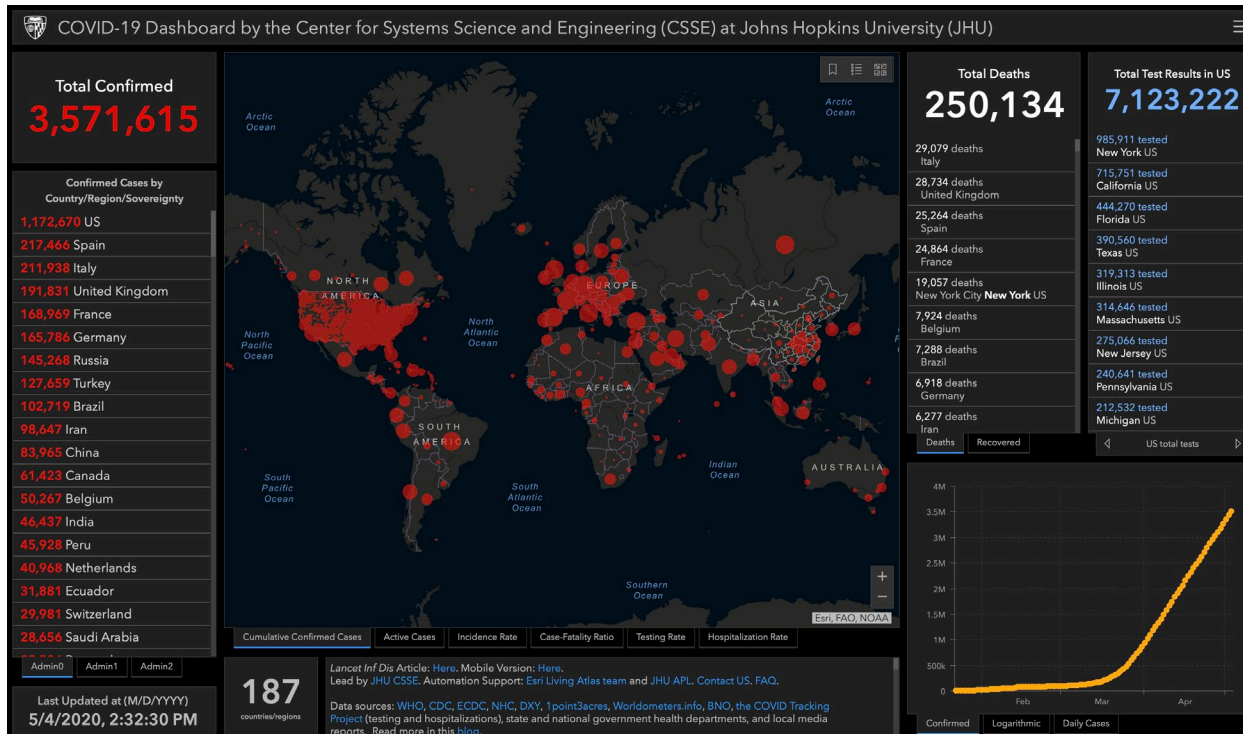 COVID-19 Dashboard by the Center for Systems Science and Engineering (CSSE) at Johns Hopkins University (JHU)
Total Confirmed
3,571,615
Confirmed Cases by
Country/Region/Sovereignty
1,172,670 US
217,466 Spain
211,938 Italy
191,831 United Kingdom
168,969 France
165,786 Germany
145,268 Russia
127,659 Turkey
102,719 Brazil
98,647 Iran
83,965 China
61,423 Canada
50,267 Belgium
46,437 India
45,928 Peru
40,968 Netherlands
31,881 Ecuador
29,981 Switzerland
28,656 Saudi Arabia
Admin0
Admin1
Admin2
Last Updated at (M/D/YYYY)
5/4/2020, 2:32:30 PM
Arctic
Ocean
Arctic
Ocean
NORTH
AMERICA
EUROPE
ASIA
North
Pacific
Ocean
North
Atlantic
Ocean
AFRICA
SOUTH
AMERICA
Indian
Ocean
AUSTRALIA
South
Pacific
Ocean
South
Atlantic
Ocean
Southern
Ocean
+
−
Esri, FAO, NOAA
Cumulative Confirmed Cases
Active Cases
Incidence Rate
Case-Fatality Ratio
Testing Rate
Hospitalization Rate
187
countries/regions
Lancet Inf Dis Article: Here. Mobile Version: Here.
Lead by JHU CSSE. Automation Support: Esri Living Atlas team and JHU APL. Contact US. FAQ.
Data sources: WHO, CDC, ECDC, NHC, DXY, 1point3acres, Worldometers.info, BNO, the COVID Tracking
Project (testing and hospitalizations), state and national government health departments, and local media
reports. Read more in this blog.
Total Deaths
250,134
29,079 deaths
Italy
28,734 deaths
United Kingdom
25,264 deaths
Spain
24,864 deaths
France
19,057 deaths
New York City New York US
7,924 deaths
Belgium
7,288 deaths
Brazil
6,918 deaths
Germany
6,277 deaths
Iran
Deaths
Recovered
Total Test Results in US
7,123,222
985,911 tested
New York US
715,751 tested
California US
444,270 tested
Florida US
390,560 tested
Texas US
319,313 tested
Illinois US
314,646 tested
Massachusetts US
275,066 tested
New Jersey US
240,641 tested
Pennsylvania US
212,532 tested
Michigan US
US total tests
4M
3.5M
3M
2.5M
2M
1.5M
1M
500k
0
Feb
Mar
Apr
Confirmed
Logarithmic
Daily Cases